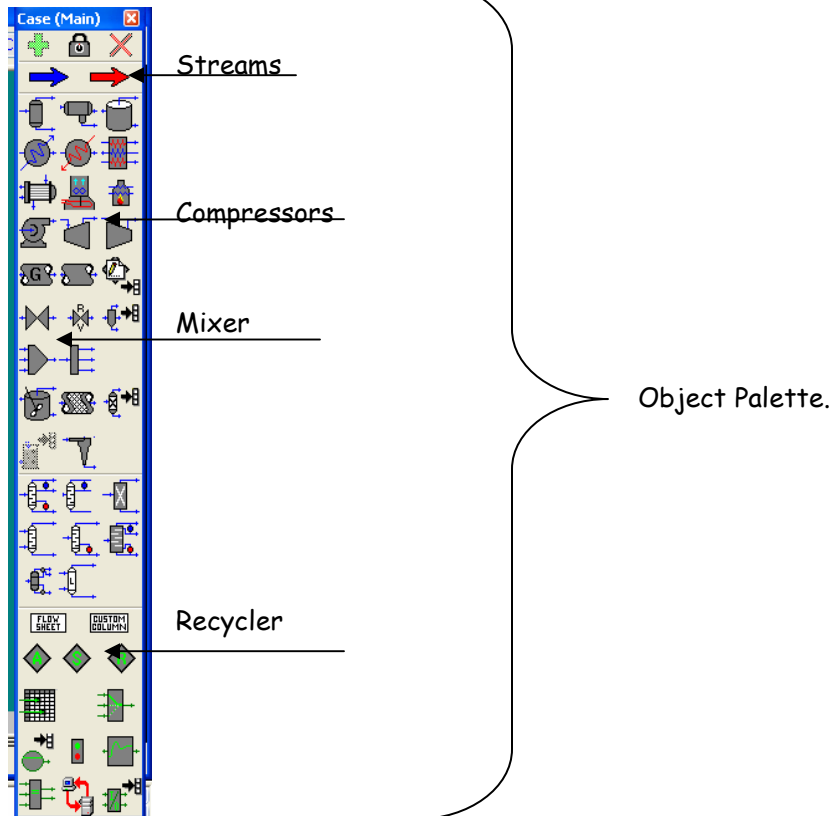 Case (Main)
Streams
Compressors
G
R
V
Mixer
Object Palette.
L
FLOW
SHEET
CUSTOM
COLUMN
Recycler
A S R